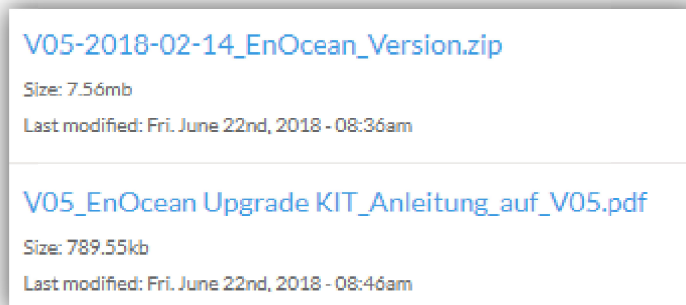 V05-2018-02-14_EnOcean_Version.zip
Size: 7.56mb
Last modified: Fri. June 22nd, 2018 - 08:36am
V05_EnOcean Upgrade KIT_Anleitung_auf_V05.pdf
Size: 789.55kb
Last modified: Fri. June 22nd, 2018 - 08:46am